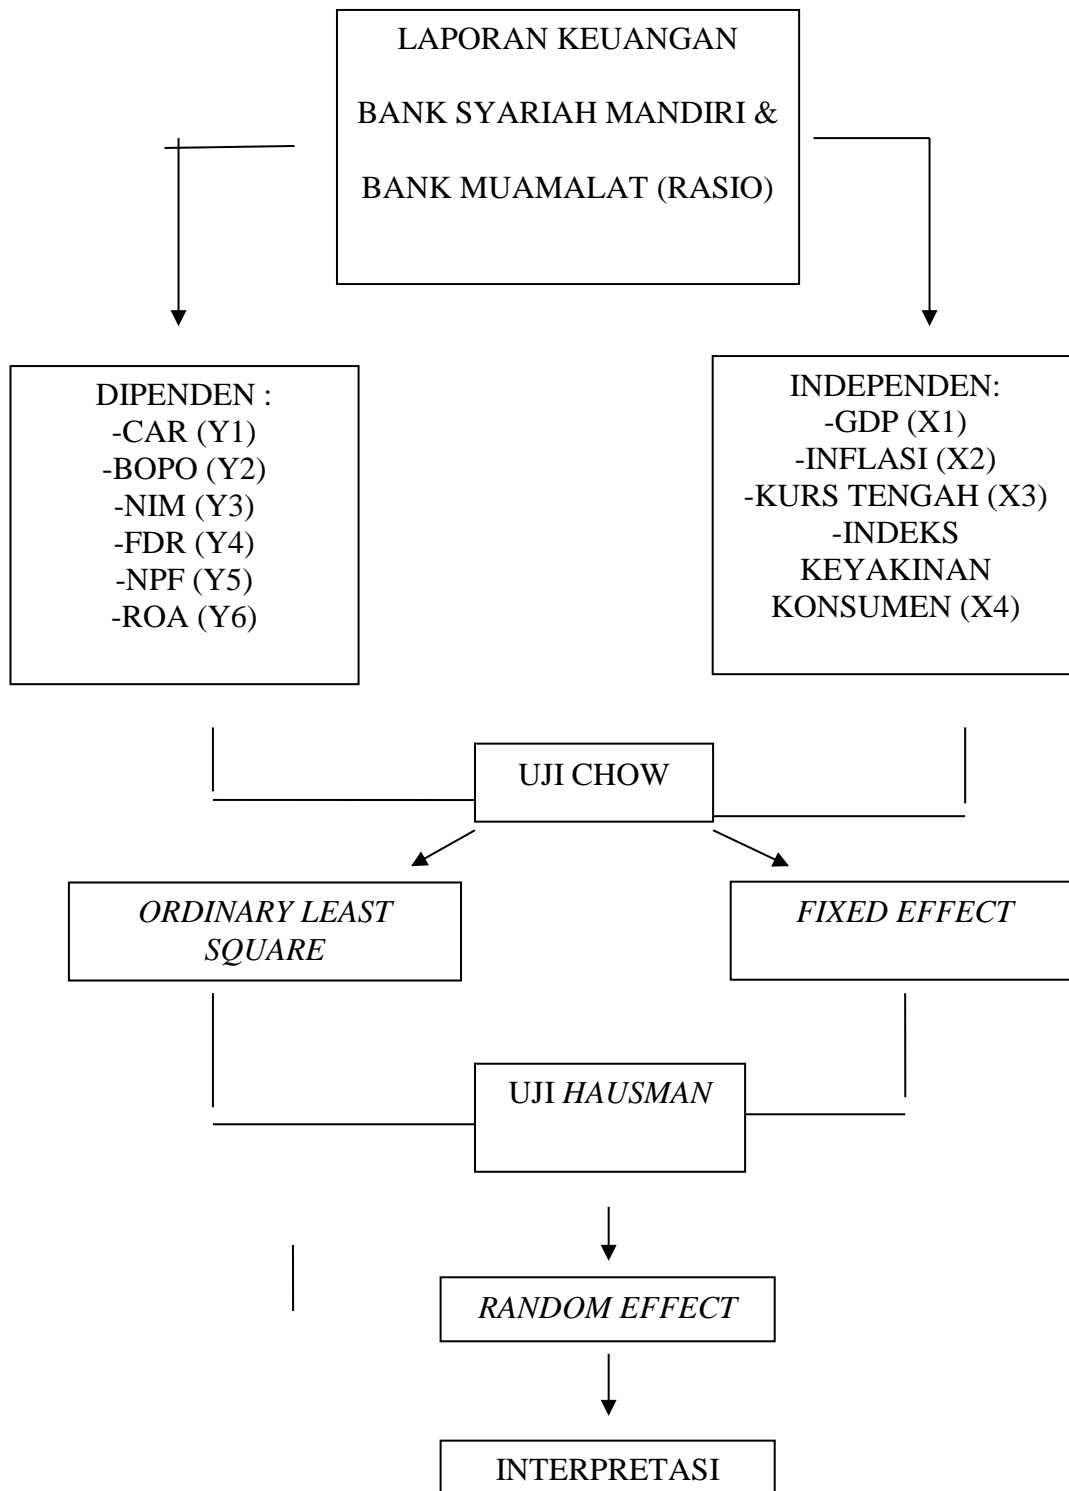 LAPORAN KEUANGAN
BANK SYARIAH MANDIRI &
BANK MUAMALAT (RASIO)
DIPENDEN :
-CAR (Y1)
-BOPO (Y2)
-NIM (Y3)
-FDR (Y4)
-NPF (Y5)
-ROA (Y6)
INDEPENDEN:
-GDP (X1)
-INFLASI (X2)
-KURS TENGAH (X3)
-INDEKS
KEYAKINAN
KONSUMEN (X4)
UJI CHOW
ORDINARY LEAST
SQUARE
FIXED EFFECT
UJI HAUSMAN
RANDOM EFFECT
INTERPRETASI